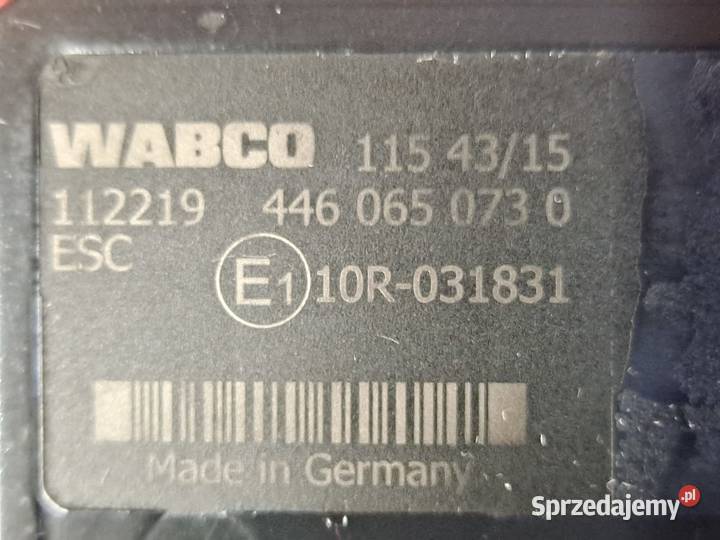 WABCO 115 43/15
112219 446 065 073 0
ESC
E1 10R-031831
Made in Germany
Sprzedajemy.pl